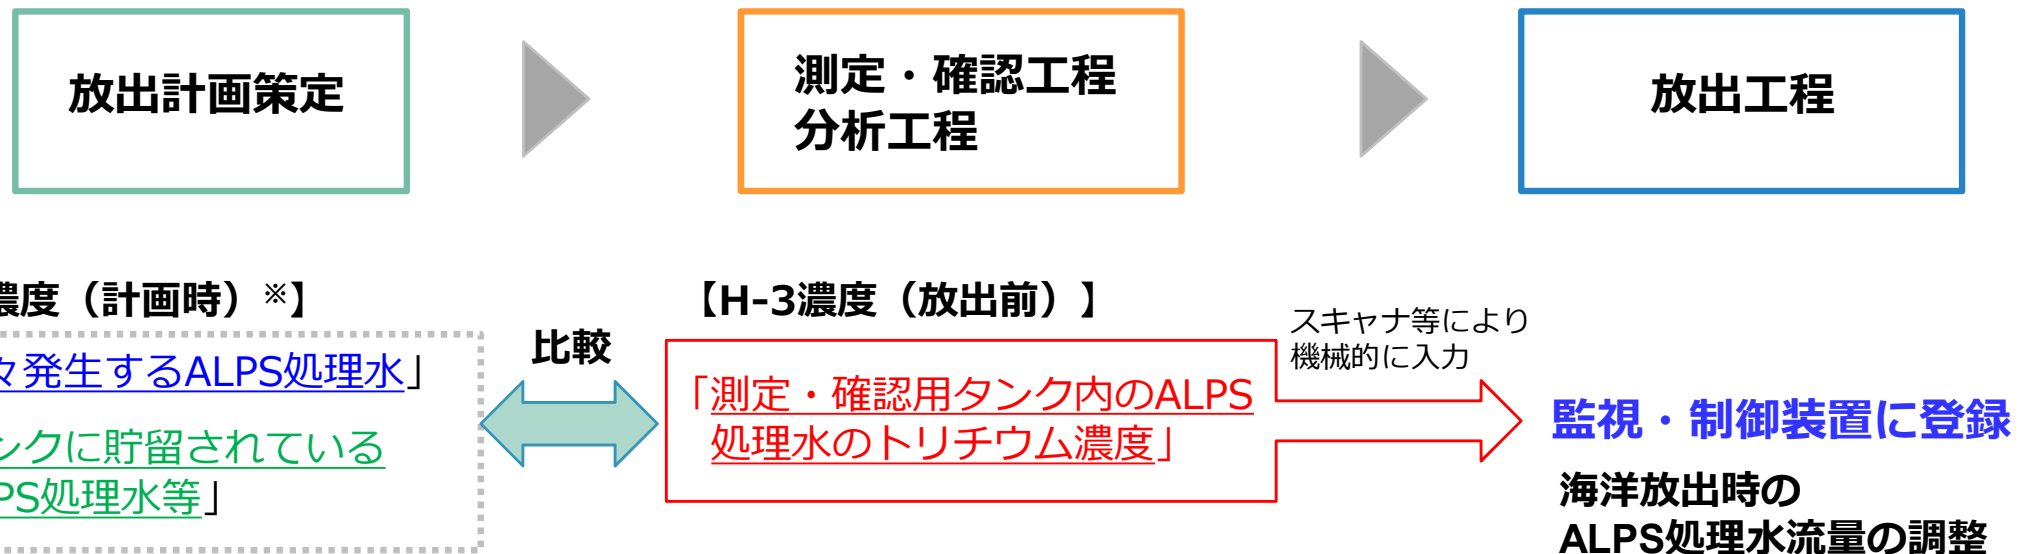 放出計画策定
測定・確認工程
分析工程
放出工程
濃度（計画時）※】
【H-3濃度（放出前）】
スキャナ等により
機械的に入力
比較
々発生するALPS処理水」
ンクに貯留されている
PS処理水等」
「測定・確認用タンク内のALPS
処理水のトリチウム濃度」
監視・制御装置に登録
海洋放出時の
ALPS処理水流量の調整